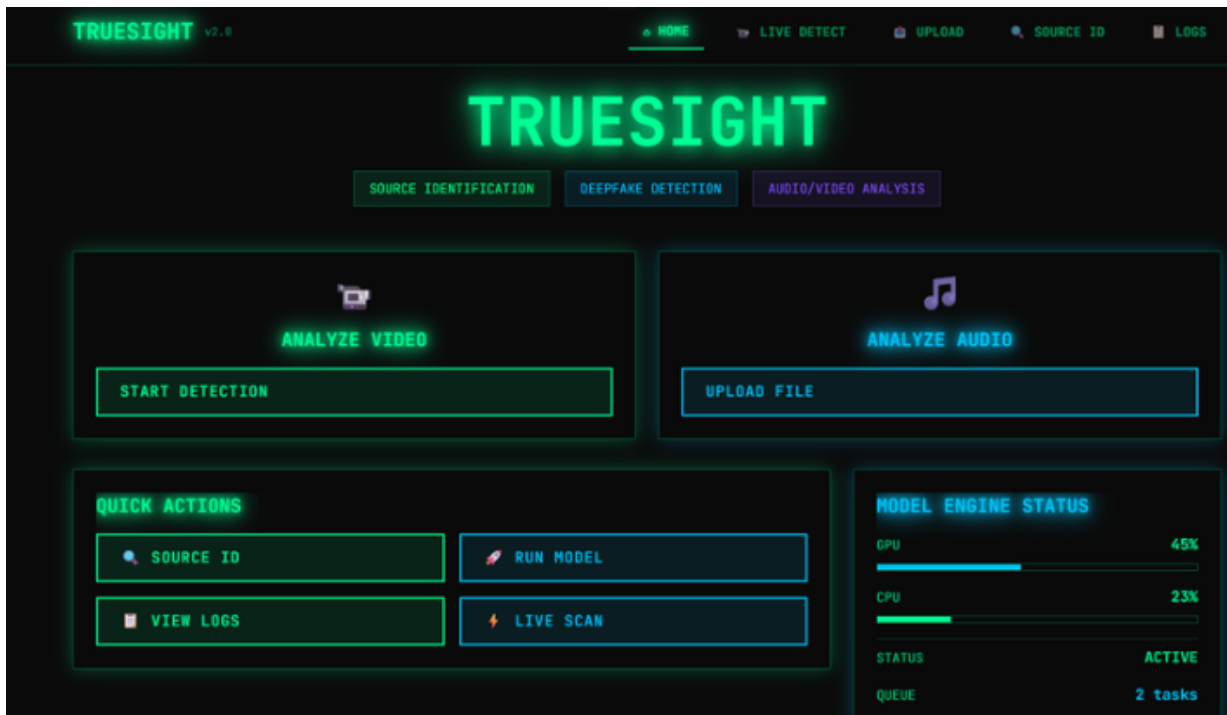 TRUESIGHT v2.0
HOME LIVE DETECT UPLOAD SOURCE ID LOGS
TRUESIGHT
SOURCE IDENTIFICATION DEEPFAKE DETECTION AUDIO/VIDEO ANALYSIS
ANALYZE VIDEO
START DETECTION
ANALYZE AUDIO
UPLOAD FILE
QUICK ACTIONS
SOURCE ID RUN MODEL
VIEW LOGS LIVE SCAN
MODEL ENGINE STATUS
GPU 45%
CPU 23%
STATUS ACTIVE
QUEUE 2 tasks